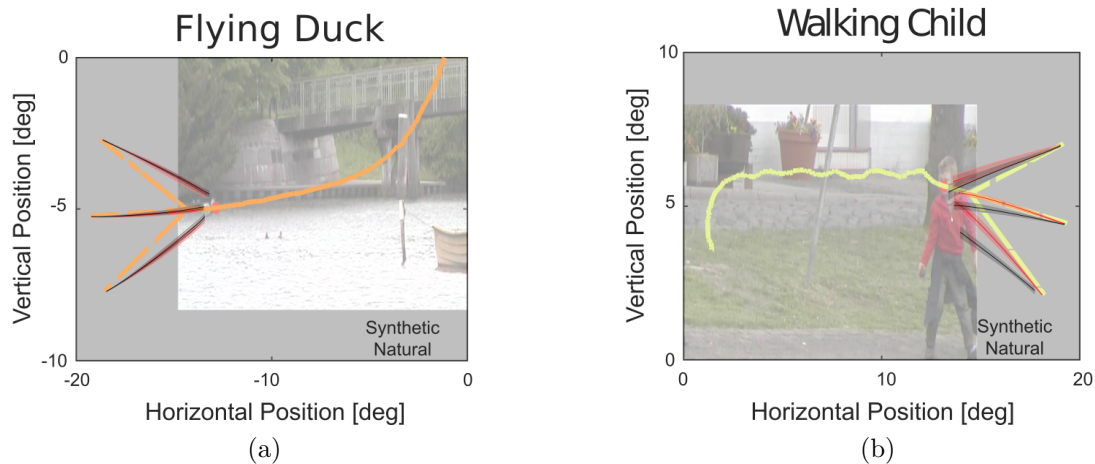 Flying Duck
Vertical Position [deg]
0
-5
-10
Synthetic
Natural
-20
-10
0
Horizontal Position [deg]
(a)
Walking Child
Vertical Position [deg]
10
5
0
Synthetic
Natural
0
10
20
Horizontal Position [deg]
(b)